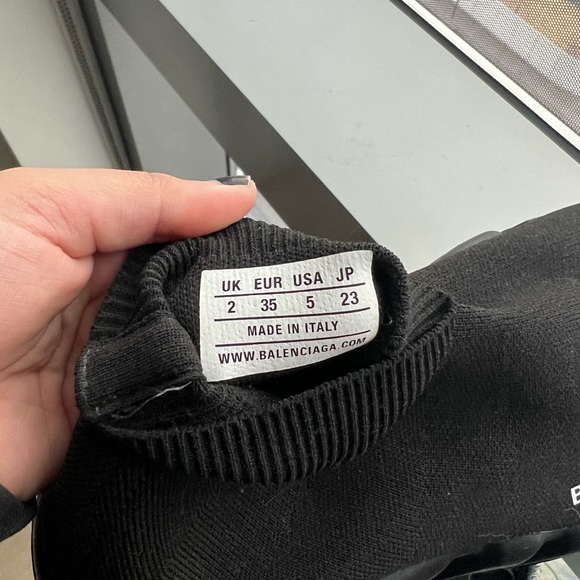 UK EUR USA JP
2 35 5 23
MADE IN ITALY
WWW.BALENCIAGA.COM